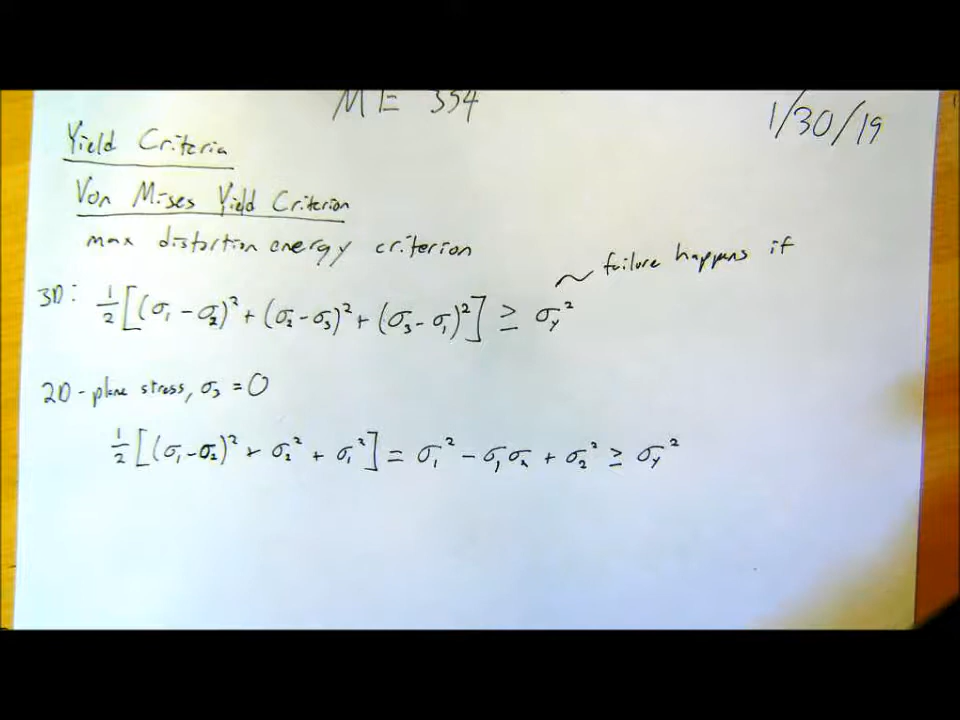 ME 354
1/30/19
Yield Criteria
Von Mises Yield Criterion
max distortion energy criterion
failure happens if
3D: ½[(σ₁ - σ₂)² + (σ₂ - σ₃)² + (σ₃ - σ₁)²] ≥ σ_y²
2D - plane stress, σ₃ = 0
½[(σ₁ - σ₂)² + σ₂² + σ₁²] = σ₁² - σ₁σ₂ + σ₂² ≥ σ_y²